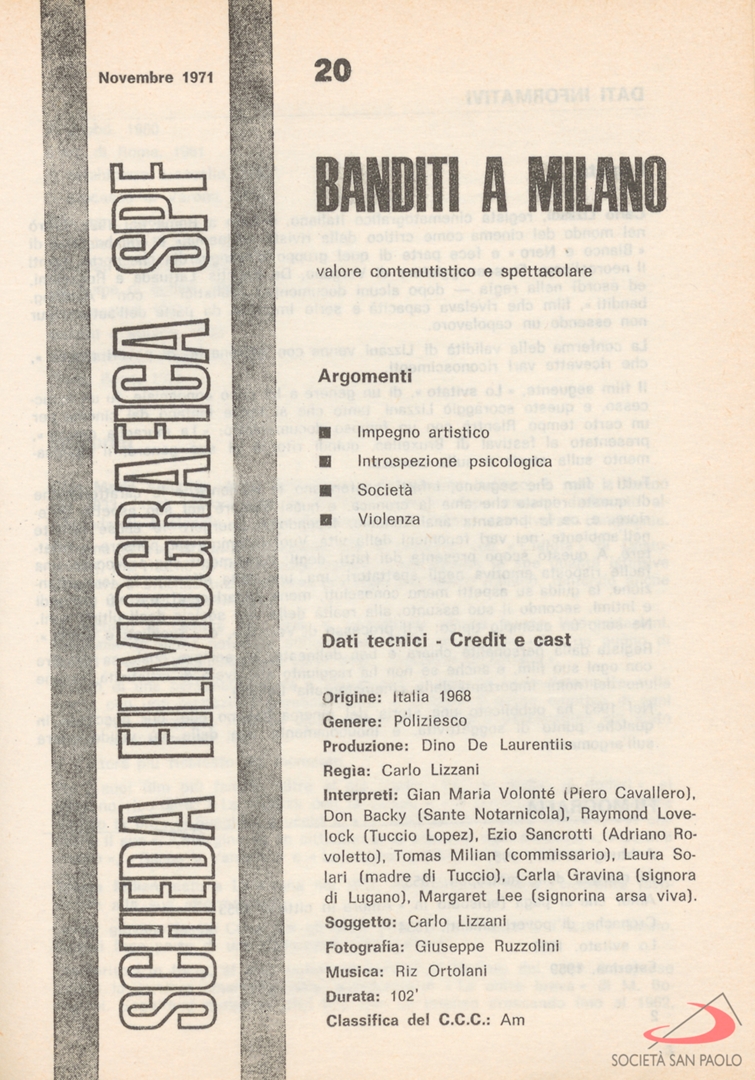 Novembre 1971
20
SCHEDA FILMOGRAFICA SPF
BANDITI A MILANO
valore contenutistico e spettacolare
Argomenti
■ Impegno artistico
■ Introspezione psicologica
■ Società
■ Violenza
Dati tecnici - Credit e cast
Origine: Italia 1968
Genere: Poliziesco
Produzione: Dino De Laurentiis
Regìa: Carlo Lizzani
Interpreti: Gian Maria Volonté (Piero Cavallero),
Don Backy (Sante Notarnicola), Raymond Love-
lock (Tuccio Lopez), Ezio Sancrotti (Adriano Ro-
voletto), Tomas Milian (commissario), Laura So-
lari (madre di Tuccio), Carla Gravina (signora
di Lugano), Margaret Lee (signorina arsa viva).
Soggetto: Carlo Lizzani
Fotografia: Giuseppe Ruzzolini
Musica: Riz Ortolani
Durata: 102'
Classifica del C.C.C.: Am
SOCIETÀ SAN PAOLO